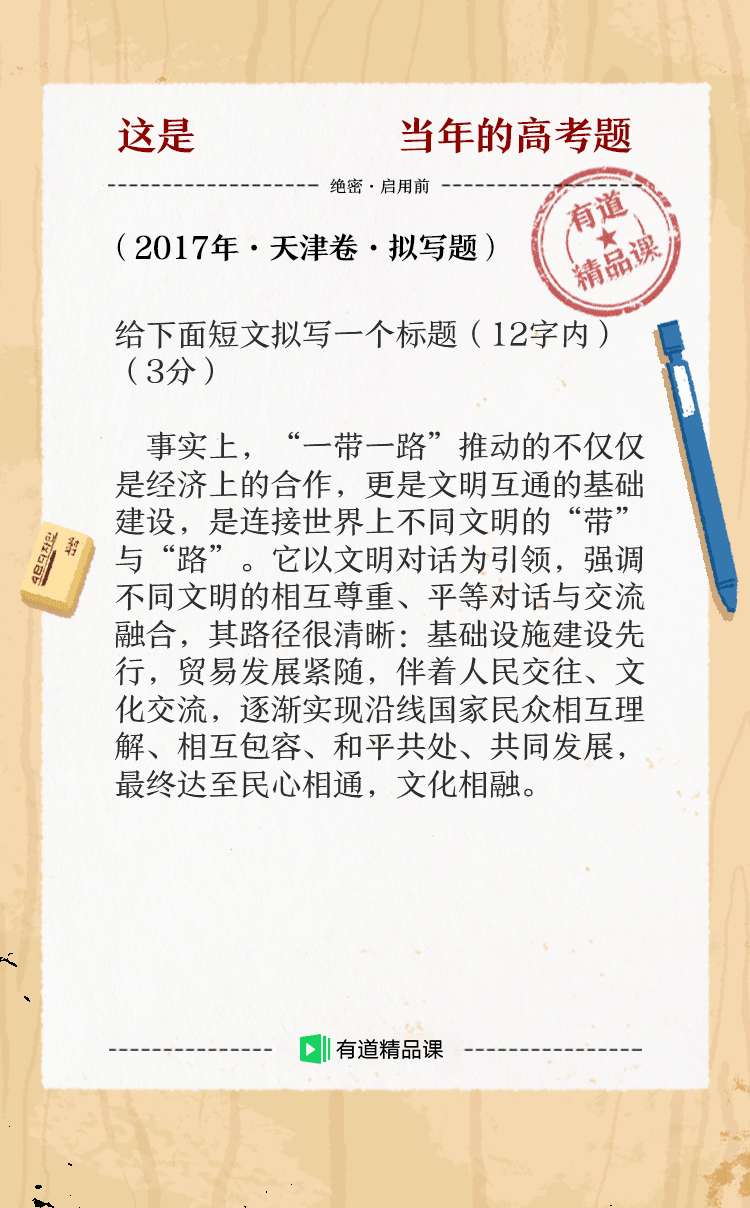 这是 当年的高考题
绝密·启用前
有道
精品课
（2017年·天津卷·拟写题）
给下面短文拟写一个标题（12字内）
（3分）
事实上，“一带一路”推动的不仅仅
是经济上的合作，更是文明互通的基础
建设，是连接世界上不同文明的“带”
与“路”。它以文明对话为引领，强调
不同文明的相互尊重、平等对话与交流
融合，其路径很清晰：基础设施建设先
行，贸易发展紧随，伴着人民交往、文
化交流，逐渐实现沿线国家民众相互理
解、相互包容、和平共处、共同发展，
最终达至民心相通，文化相融。
有道精品课